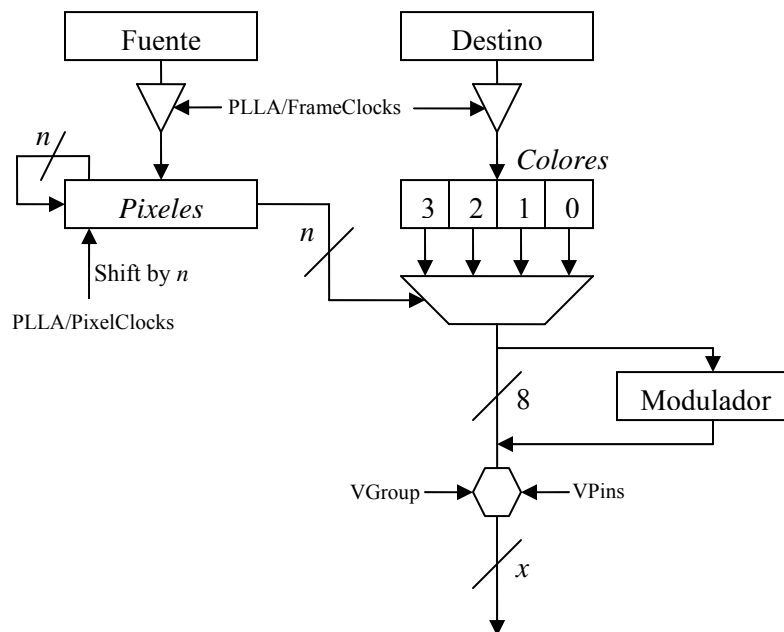 Fuente
Destino
PLLA/FrameClocks
n
Colores
Pixeles
3 2 1 0
n
Shift by n
PLLA/PixelClocks
8
Modulador
VGroup
VPins
x